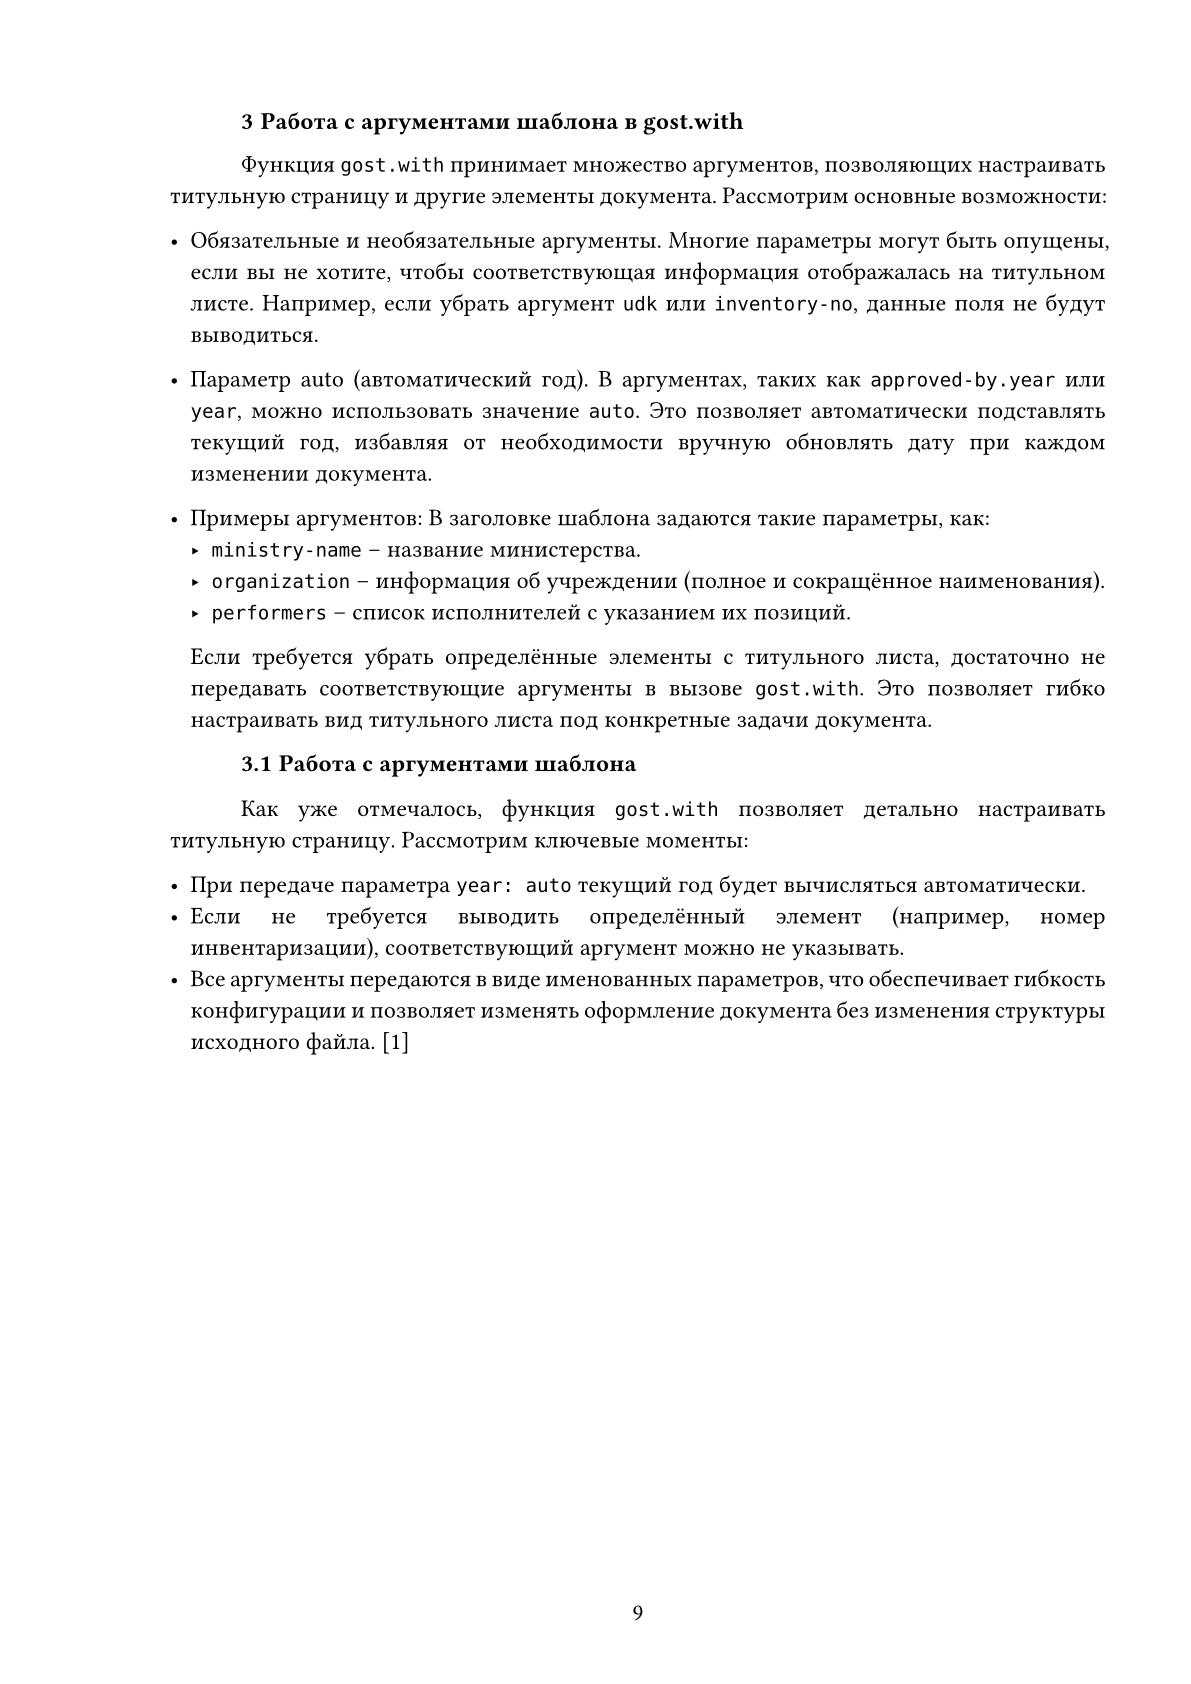 3 Работа с аргументами шаблона в gost.with
Функция gost.with принимает множество аргументов, позволяющих настраивать
титульную страницу и другие элементы документа. Рассмотрим основные возможности:
• Обязательные и необязательные аргументы. Многие параметры могут быть опущены,
если вы не хотите, чтобы соответствующая информация отображалась на титульном
листе. Например, если убрать аргумент udk или inventory-no, данные поля не будут
выводиться.
• Параметр auto (автоматический год). В аргументах, таких как approved-by.year или
year, можно использовать значение auto. Это позволяет автоматически подставлять
текущий год, избавляя от необходимости вручную обновлять дату при каждом
изменении документа.
• Примеры аргументов: В заголовке шаблона задаются такие параметры, как:
‣ ministry-name – название министерства.
‣ organization – информация об учреждении (полное и сокращённое наименования).
‣ performers – список исполнителей с указанием их позиций.
Если требуется убрать определённые элементы с титульного листа, достаточно не
передавать соответствующие аргументы в вызове gost.with. Это позволяет гибко
настраивать вид титульного листа под конкретные задачи документа.
3.1 Работа с аргументами шаблона
Как уже отмечалось, функция gost.with позволяет детально настраивать
титульную страницу. Рассмотрим ключевые моменты:
• При передаче параметра year: auto текущий год будет вычисляться автоматически.
• Если не требуется выводить определённый элемент (например, номер
инвентаризации), соответствующий аргумент можно не указывать.
• Все аргументы передаются в виде именованных параметров, что обеспечивает гибкость
конфигурации и позволяет изменять оформление документа без изменения структуры
исходного файла. [1]
9